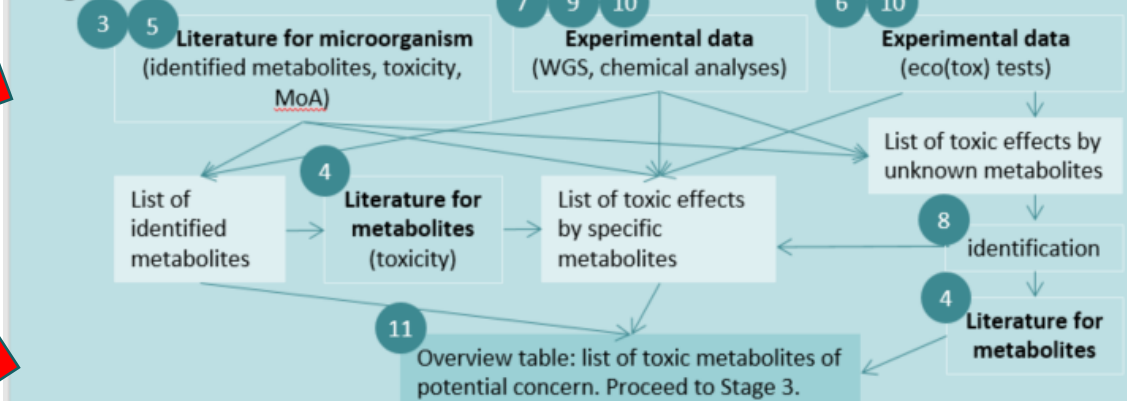 3
5
7
9
10
6
10
Literature for microorganism
(identified metabolites, toxicity,
MoA)
Experimental data
(WGS, chemical analyses)
Experimental data
(eco(tox) tests)
List of toxic effects by
unknown metabolites
4
List of
identified
metabolites
Literature for
metabolites
(toxicity)
List of toxic effects
by specific
metabolites
8
identification
4
Literature for
metabolites
11
Overview table: list of toxic metabolites of
potential concern. Proceed to Stage 3.